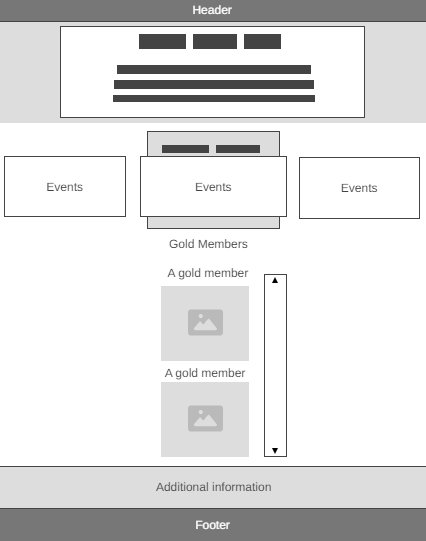 Header
Events
Events
Events
Gold Members
A gold member
A gold member
Additional information
Footer